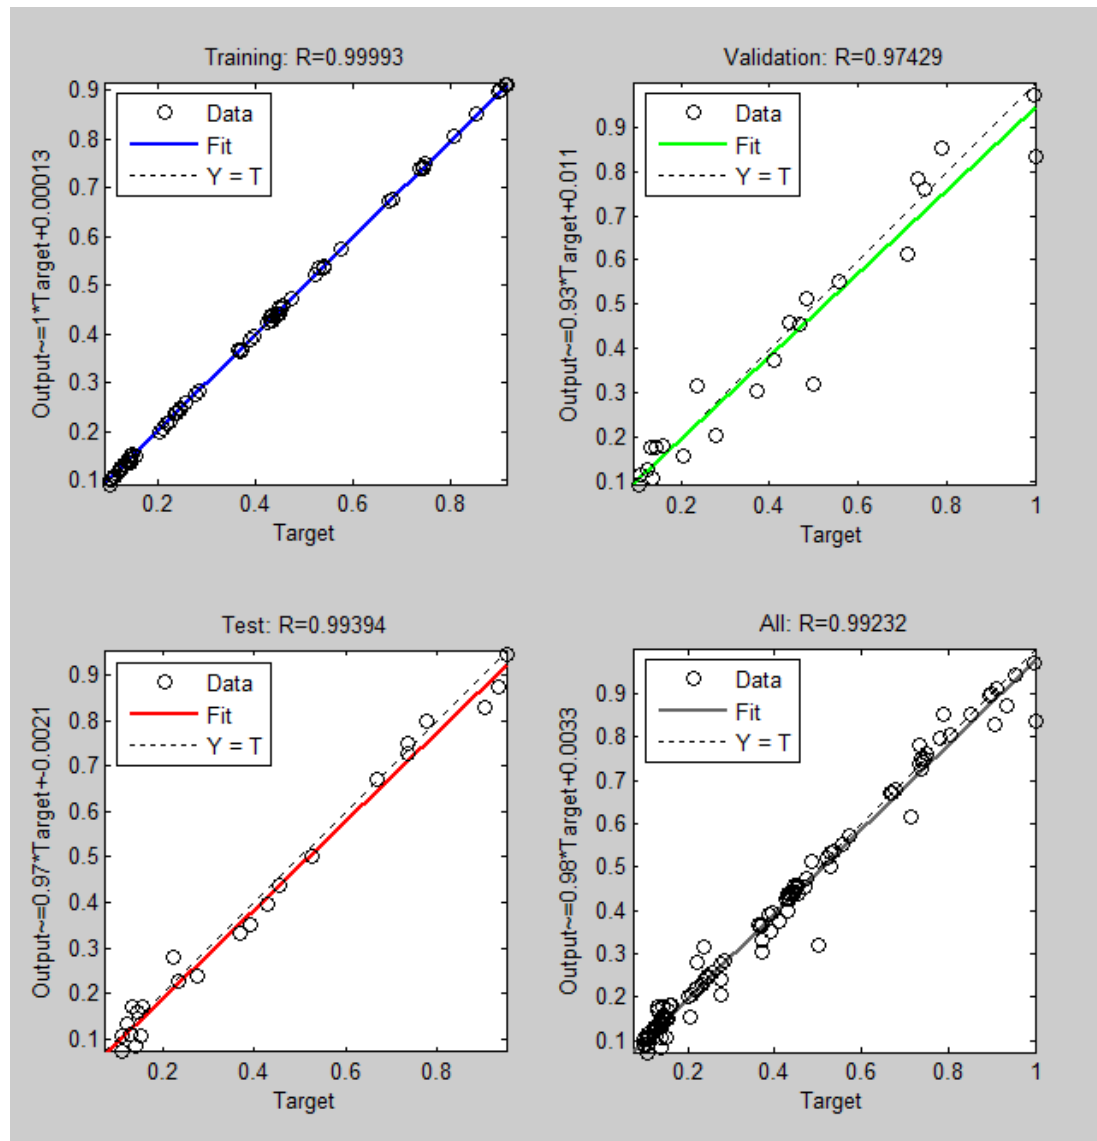 Training: R=0.99993
Output~=1*Target+0.00013
0.9
0.8
0.7
0.6
0.5
0.4
0.3
0.2
0.1
Data
Fit
Y = T
0.2
0.4
0.6
0.8
Target
Validation: R=0.97429
Output~=0.93*Target+0.011
0.9
0.8
0.7
0.6
0.5
0.4
0.3
0.2
0.1
Data
Fit
Y = T
0.2
0.4
0.6
0.8
1
Target
Test: R=0.99394
Output~=0.97*Target+-0.0021
0.9
0.8
0.7
0.6
0.5
0.4
0.3
0.2
0.1
Data
Fit
Y = T
0.2
0.4
0.6
0.8
Target
All: R=0.99232
Output~=0.98*Target+0.0033
0.9
0.8
0.7
0.6
0.5
0.4
0.3
0.2
0.1
Data
Fit
Y = T
0.2
0.4
0.6
0.8
1
Target